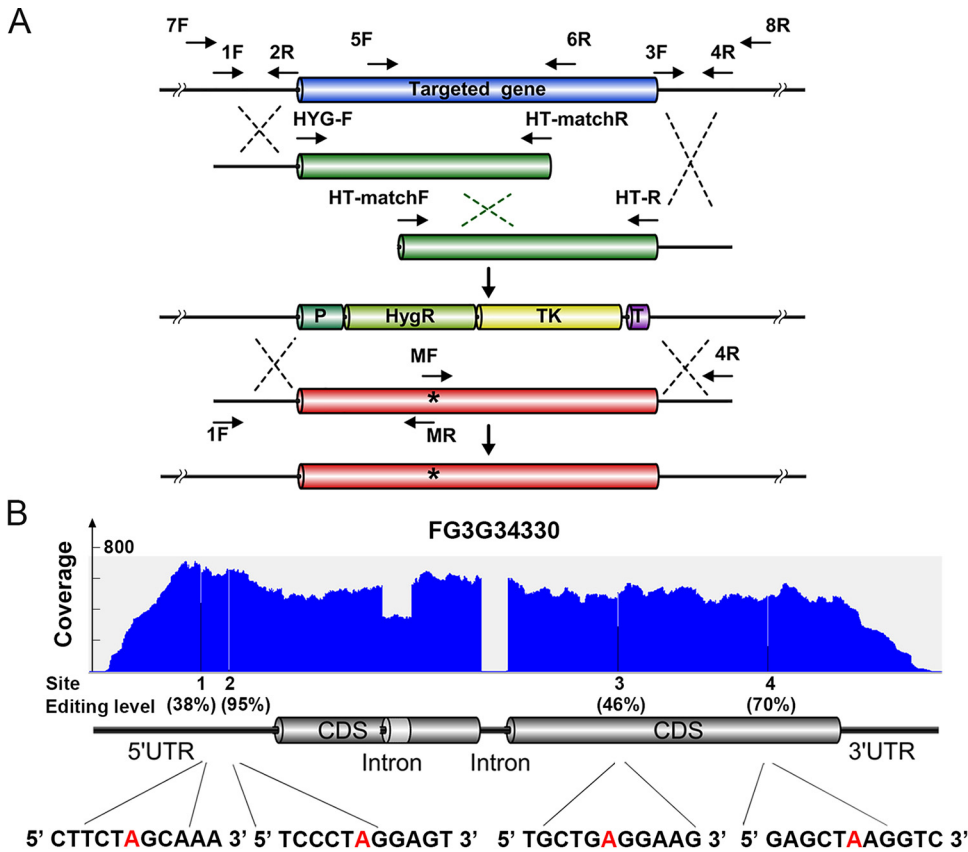 A
7F
8R
1F
2R
5F
6R
3F
4R
Targeted gene
HYG-F
HT-matchR
HT-matchF
HT-R
P
HygR
TK
T
MF
4R
*
1F
MR
*
B
FG3G34330
800
Coverage
Site
1
2
3
4
Editing level
(38%)
(95%)
(46%)
(70%)
CDS
CDS
5'UTR
Intron
Intron
3'UTR
5' CTTCTAGCAAA 3'
5' TCCCTAGGAGT 3'
5' TGCTGAGGAAG 3'
5' GAGCTAAGGTC 3'